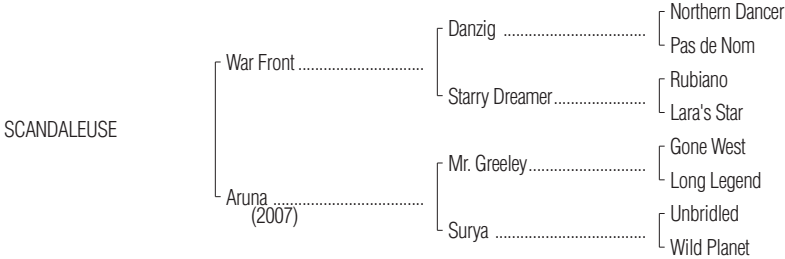 Northern Dancer
Danzig ..................................
Pas de Nom
War Front ..............................
Rubiano
Starry Dreamer......................
Lara's Star
SCANDALEUSE
Gone West
Mr. Greeley............................
Long Legend
Aruna ....................................
(2007)
Unbridled
Surya ....................................
Wild Planet